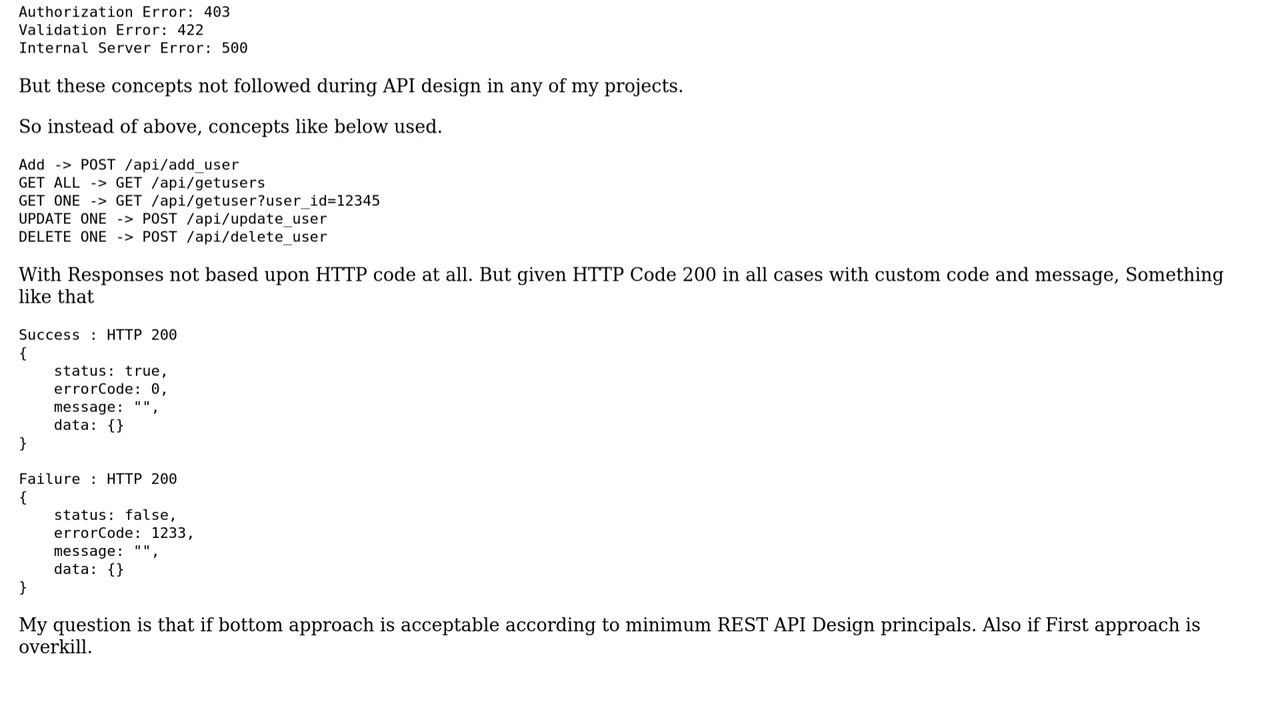 Authorization Error: 403
Validation Error: 422
Internal Server Error: 500
But these concepts not followed during API design in any of my projects.
So instead of above, concepts like below used.
Add -> POST /api/add_user
GET ALL -> GET /api/getusers
GET ONE -> GET /api/getuser?user_id=12345
UPDATE ONE -> POST /api/update_user
DELETE ONE -> POST /api/delete_user
With Responses not based upon HTTP code at all. But given HTTP Code 200 in all cases with custom code and message, Something
like that
Success : HTTP 200
{
    status: true,
    errorCode: 0,
    message: "",
    data: {}
}
Failure : HTTP 200
{
    status: false,
    errorCode: 1233,
    message: "",
    data: {}
}
My question is that if bottom approach is acceptable according to minimum REST API Design principals. Also if First approach is
overkill.